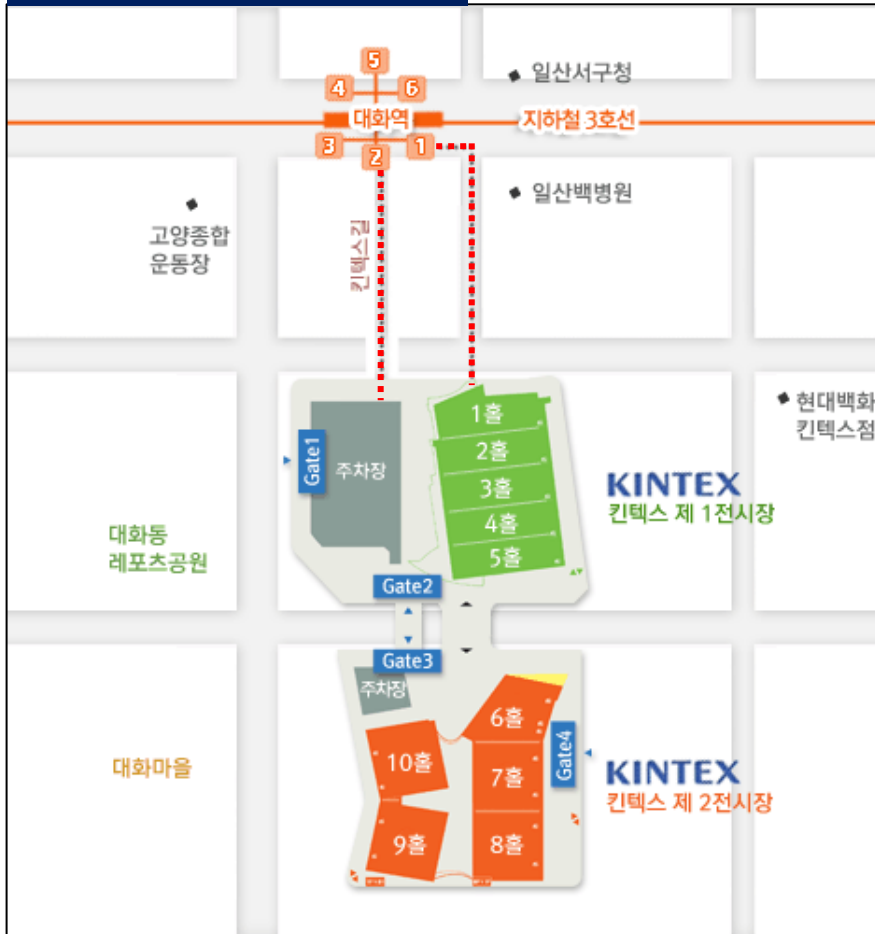 5
4
6
일산서구청
대화역
지하철 3호선
3
2
1
일산백병원
고양종합
운동장
킨텍스길
현대백화
킨텍스점
1홀
2홀
3홀
4홀
5홀
Gate1
주차장
KINTEX
킨텍스 제 1전시장
대화동
레포츠공원
Gate2
Gate3
주차장
6홀
10홀
7홀
Gate4
9홀
8홀
대화마을
KINTEX
킨텍스 제 2전시장